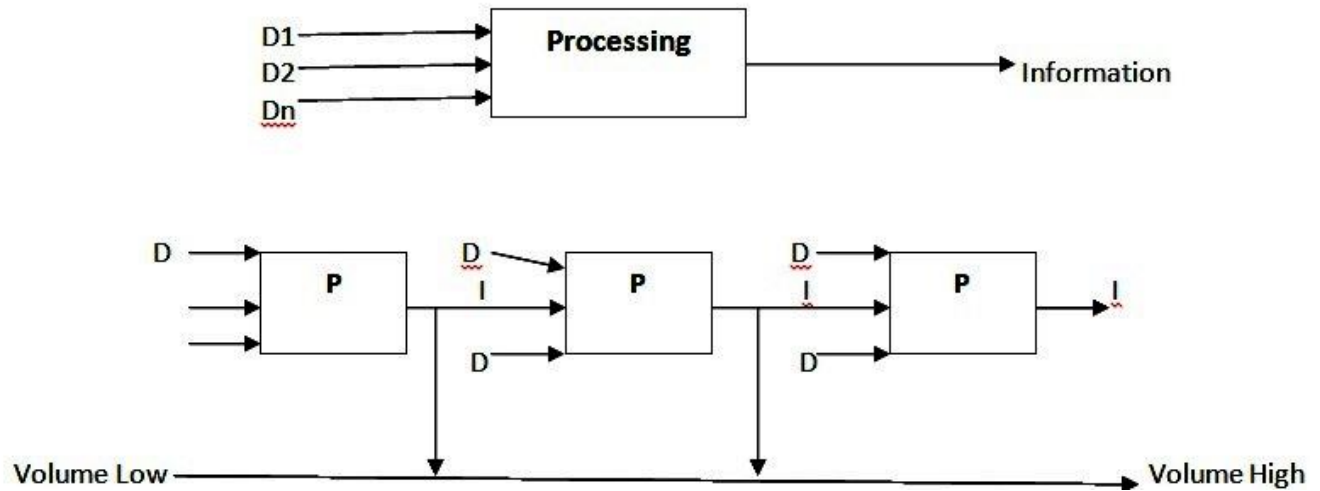 D1
D2
Dn
Processing
Information
D
P
D
I
D
P
D
I
D
P
I
Volume Low
Volume High